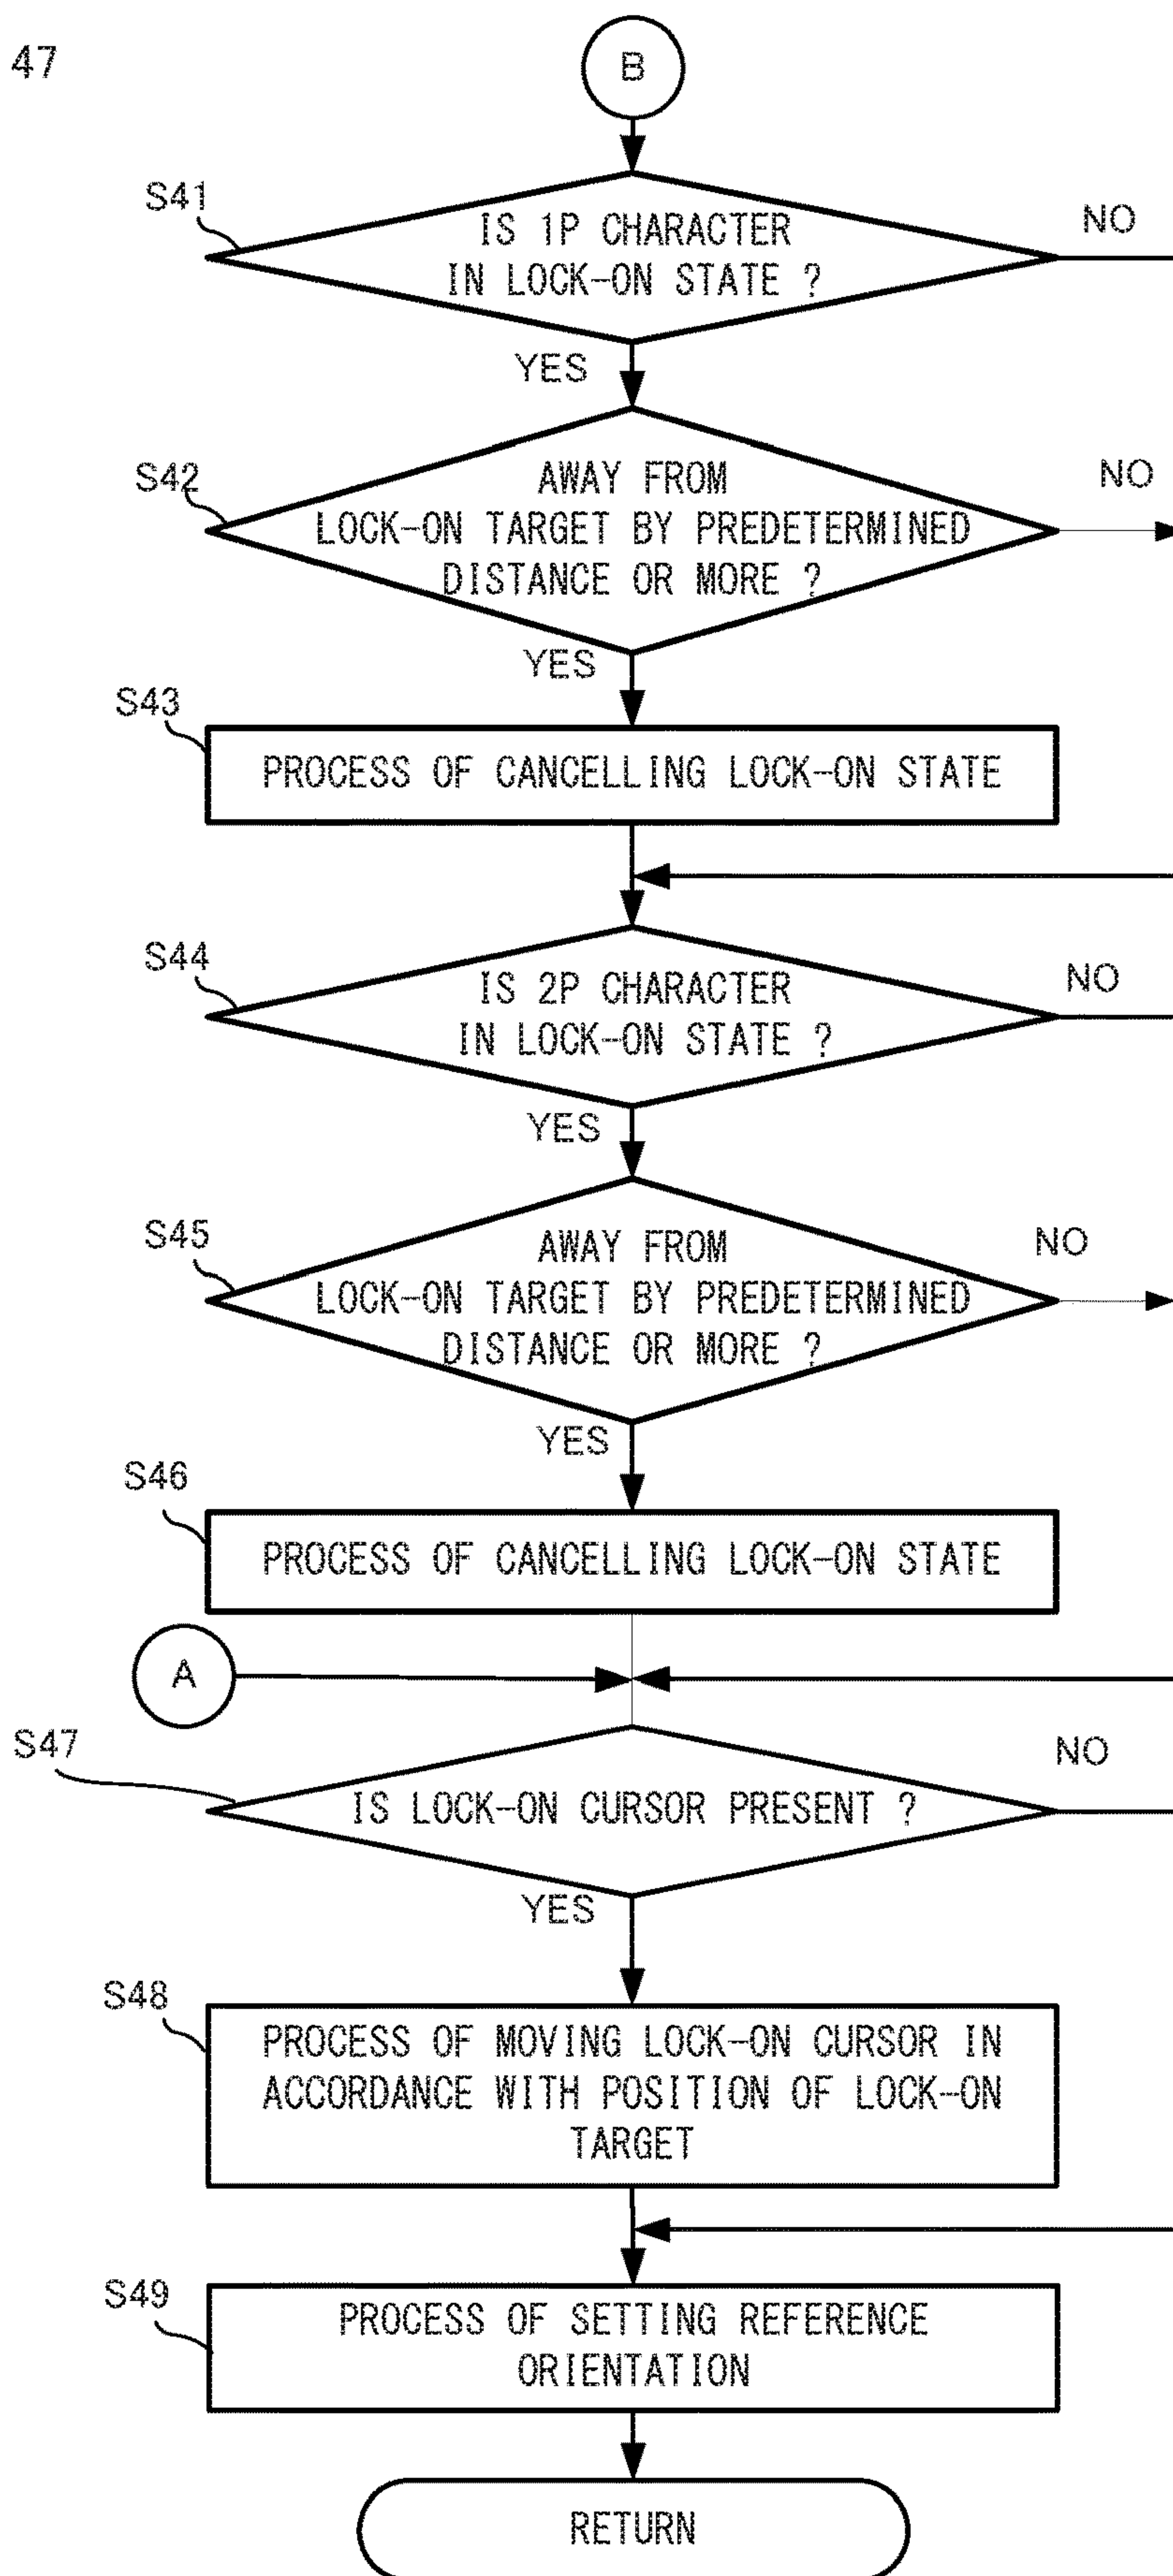 47
B
S41
IS 1P CHARACTER
IN LOCK-ON STATE ?
NO
YES
S42
AWAY FROM
LOCK-ON TARGET BY PREDETERMINED
DISTANCE OR MORE ?
NO
YES
S43
PROCESS OF CANCELLING LOCK-ON STATE
S44
IS 2P CHARACTER
IN LOCK-ON STATE ?
NO
YES
S45
AWAY FROM
LOCK-ON TARGET BY PREDETERMINED
DISTANCE OR MORE ?
NO
YES
S46
PROCESS OF CANCELLING LOCK-ON STATE
A
S47
IS LOCK-ON CURSOR PRESENT ?
NO
YES
S48
PROCESS OF MOVING LOCK-ON CURSOR IN
ACCORDANCE WITH POSITION OF LOCK-ON
TARGET
S49
PROCESS OF SETTING REFERENCE
ORIENTATION
RETURN